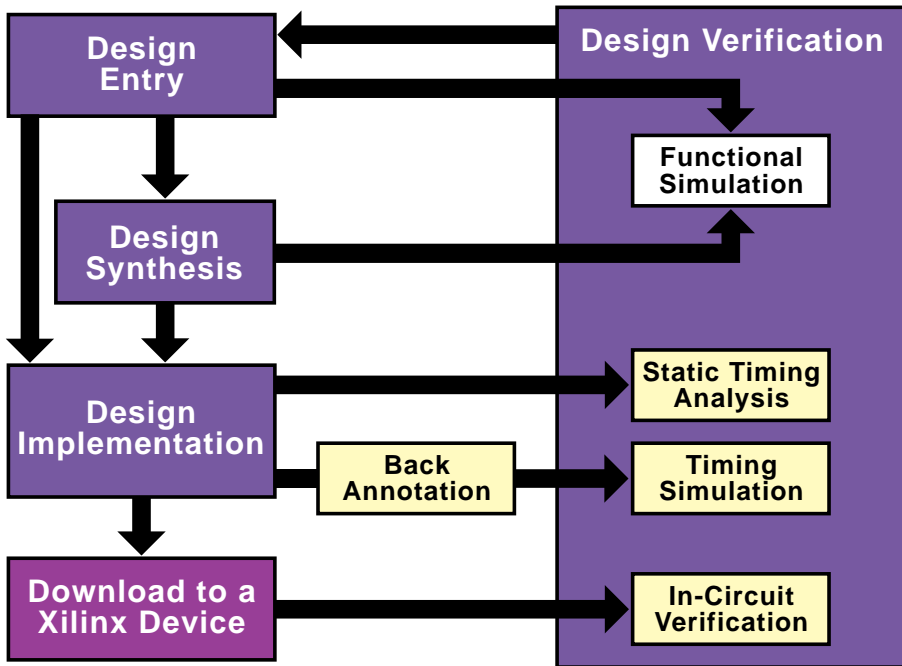 Design
Entry
Design Verification
Functional
Simulation
Design
Synthesis
Static Timing
Analysis
Design
Implementation
Back
Annotation
Timing
Simulation
Download to a
Xilinx Device
In-Circuit
Verification